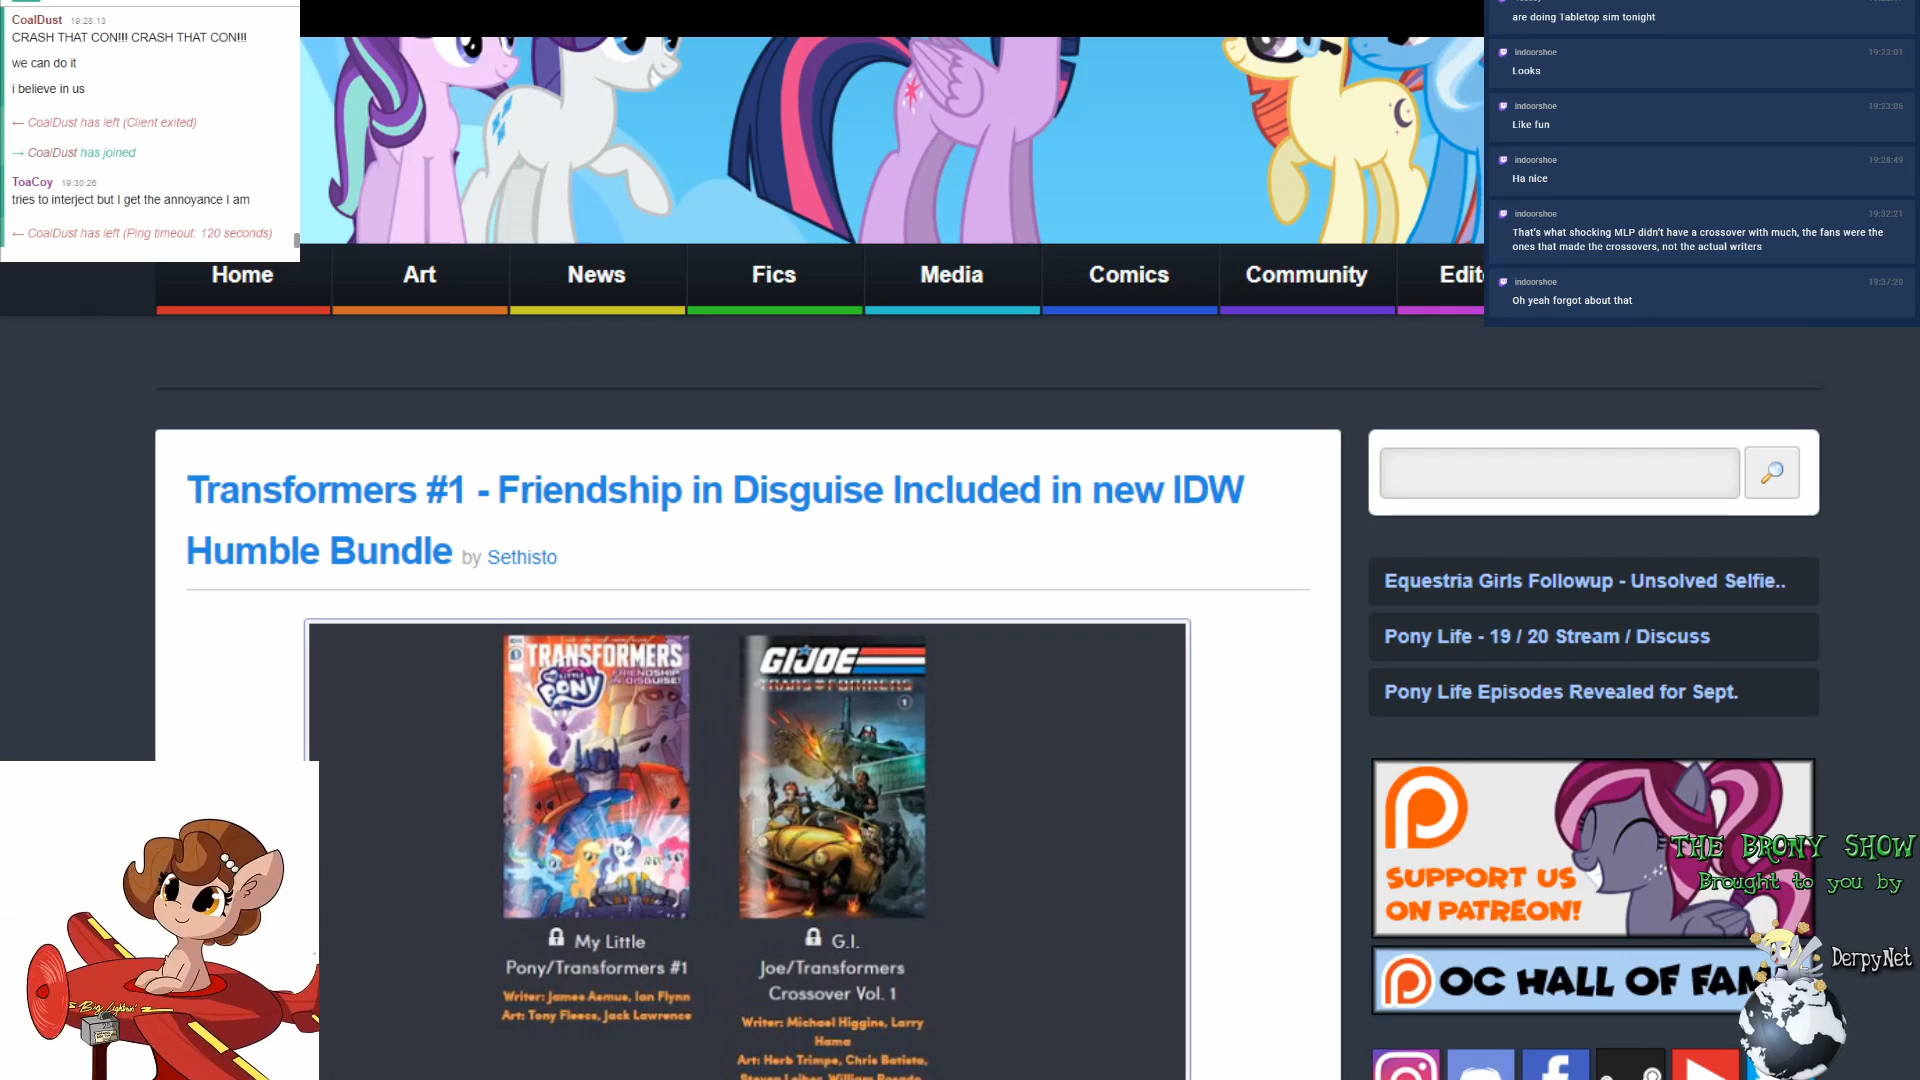 CoalDust 19:28:13
CRASH THAT CON!!! CRASH THAT CON!!!
we can do it
i believe in us
← CoalDust has left (Client exited)
→ CoalDust has joined
ToaCoy 19:30:26
tries to interject but I get the annoyance I am
← CoalDust has left (Ping timeout: 120 seconds)
are doing Tabletop sim tonight
indoorshoe 19:23:01
Looks
indoorshoe 19:23:06
Like fun
indoorshoe 19:28:49
Ha nice
indoorshoe 19:32:21
That's what shocking MLP didn't have a crossover with much, the fans were the
ones that made the crossovers, not the actual writers
indoorshoe 19:37:20
Oh yeah forgot about that
Home Art News Fics Media Comics Community
Transformers #1 - Friendship in Disguise Included in new IDW
Humble Bundle by Sethisto
TRANSFORMERS
MY LITTLE PONY
FRIENDSHIP
IN DISGUISE!
GI JOE
TRANSFORMERS
1
My Little
Pony/Transformers #1
Writer: James Asmus, Ian Flynn
Art: Tony Fleecs, Jack Lawrence
G.I.
Joe/Transformers
Crossover Vol. 1
Writer: Michael Higgins, Larry
Hama
Art: Herb Trimpe, Chris Batista,
Equestria Girls Followup - Unsolved Selfie..
Pony Life - 19 / 20 Stream / Discuss
Pony Life Episodes Revealed for Sept.
SUPPORT US
ON PATREON!
THE BRONY SHOW
Brought to you by
DerpyNet
OC HALL OF FAM
Big Lightnin'